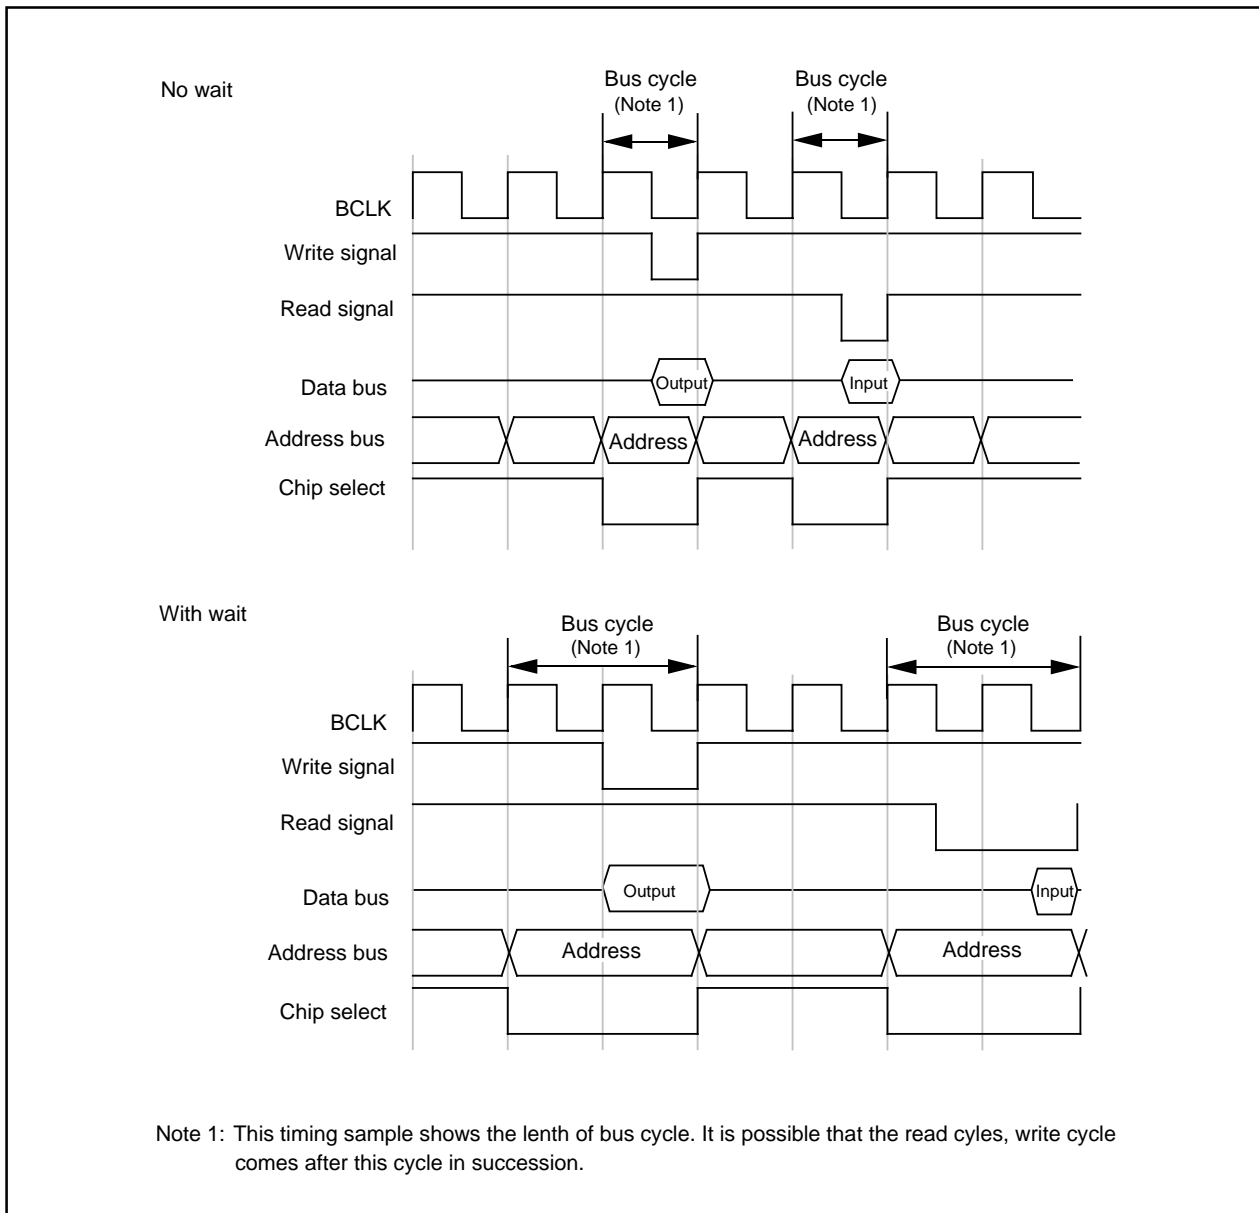 No wait
Bus cycle
(Note 1)
Bus cycle
(Note 1)
BCLK
Write signal
Read signal
Data bus
Output
Input
Address bus
Address
Address
Chip select
With wait
Bus cycle
(Note 1)
Bus cycle
(Note 1)
BCLK
Write signal
Read signal
Data bus
Output
Input
Address bus
Address
Address
Chip select
Note 1: This timing sample shows the lenth of bus cycle. It is possible that the read cyles, write cycle
comes after this cycle in succession.